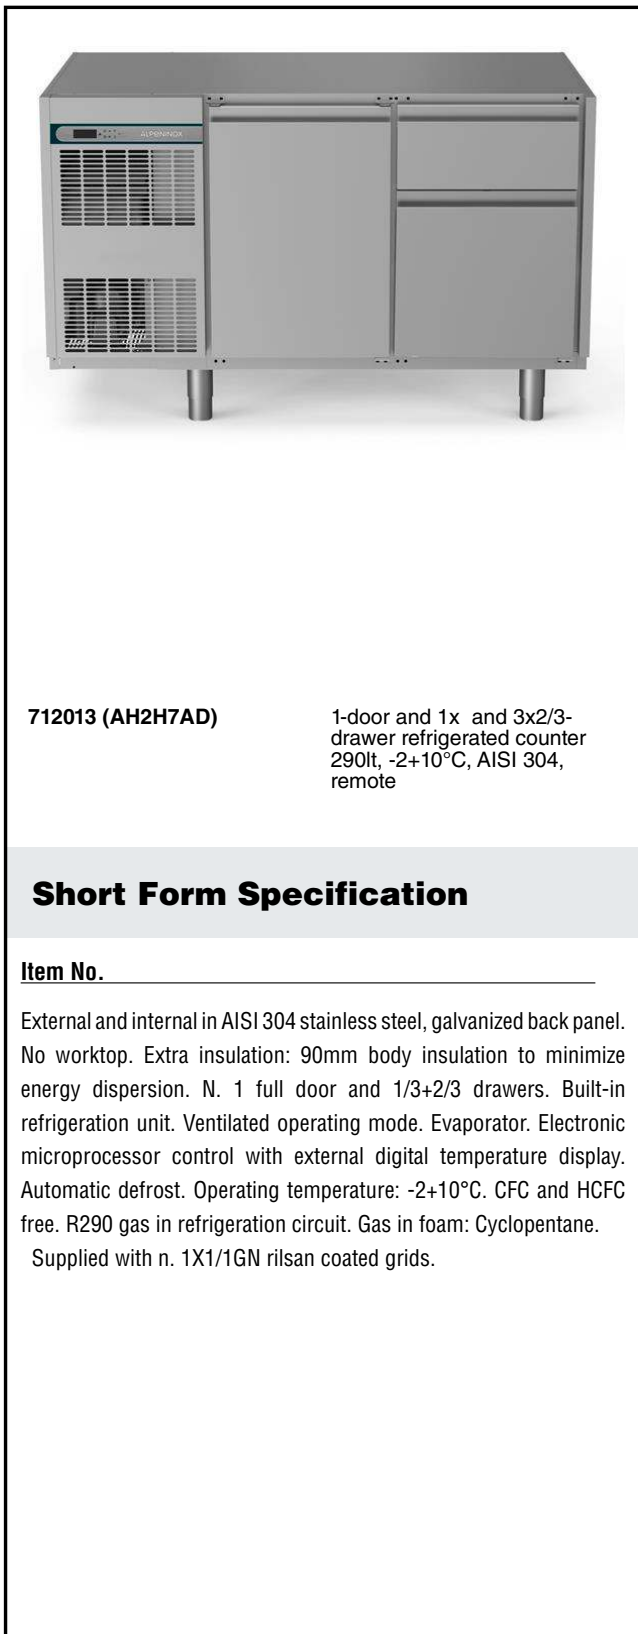 ALPENINOX
712013 (AH2H7AD)
1-door and 1x  and 3x2/3-
drawer refrigerated counter
290lt, -2+10°C, AISI 304,
remote
Short Form Specification
Item No.
External and internal in AISI 304 stainless steel, galvanized back panel.
No worktop. Extra insulation: 90mm body insulation to minimize
energy dispersion. N. 1 full door and 1/3+2/3 drawers. Built-in
refrigeration unit. Ventilated operating mode. Evaporator. Electronic
microprocessor control with external digital temperature display.
Automatic defrost. Operating temperature: -2+10°C. CFC and HCFC
free. R290 gas in refrigeration circuit. Gas in foam: Cyclopentane.
Supplied with n. 1X1/1GN rilsan coated grids.